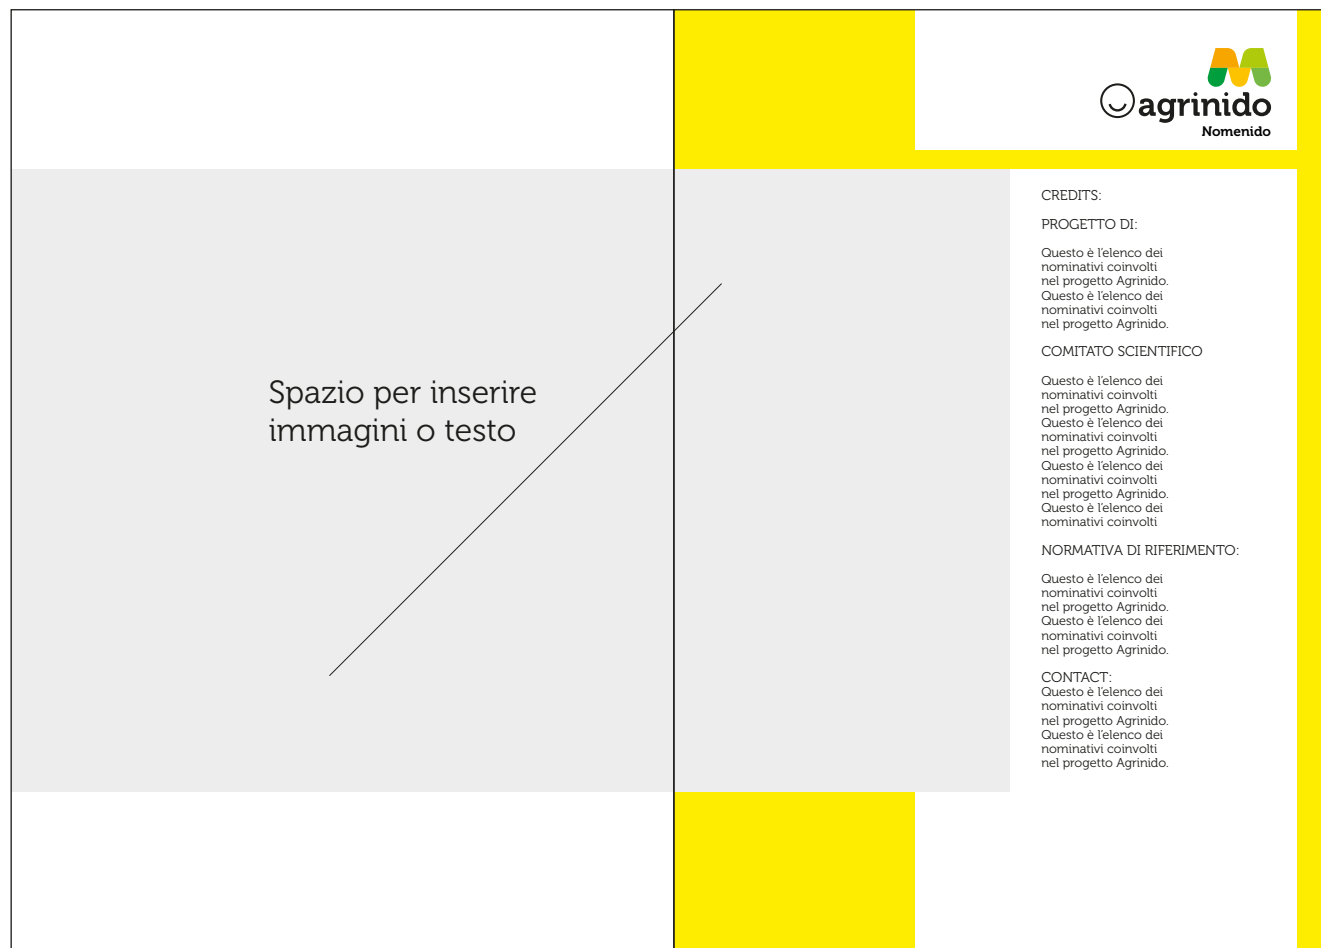 agrinido
Nomenido
Spazio per inserire
immagini o testo
CREDITS:
PROGETTO DI:
Questo è l'elenco dei
nominativi coinvolti
nel progetto Agrinido.
Questo è l'elenco dei
nominativi coinvolti
nel progetto Agrinido.
COMITATO SCIENTIFICO
Questo è l'elenco dei
nominativi coinvolti
nel progetto Agrinido.
Questo è l'elenco dei
nominativi coinvolti
nel progetto Agrinido.
Questo è l'elenco dei
nominativi coinvolti
nel progetto Agrinido.
Questo è l'elenco dei
nominativi coinvolti
NORMATIVA DI RIFERIMENTO:
Questo è l'elenco dei
nominativi coinvolti
nel progetto Agrinido.
Questo è l'elenco dei
nominativi coinvolti
nel progetto Agrinido.
CONTACT:
Questo è l'elenco dei
nominativi coinvolti
nel progetto Agrinido.
Questo è l'elenco dei
nominativi coinvolti
nel progetto Agrinido.